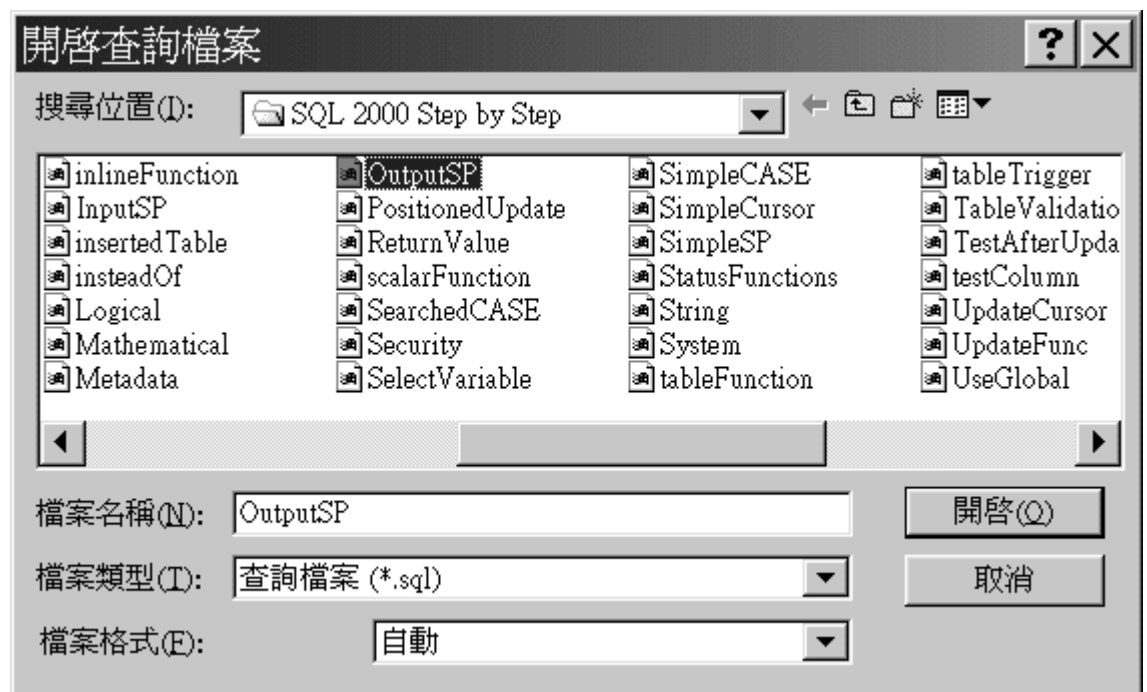 開啟查詢檔案
搜尋位置(I): SQL 2000 Step by Step
inlineFunction OutputSP SimpleCASE tableTrigger
InputSP PositionedUpdate SimpleCursor TableValidatio
insertedTable ReturnValue SimpleSP TestAfterUpda
insteadOf scalarFunction StatusFunctions testColumn
Logical SearchedCASE String UpdateCursor
Mathematical Security System UpdateFunc
Metadata SelectVariable tableFunction UseGlobal
檔案名稱(N): OutputSP 開啟(O)
檔案類型(T): 查詢檔案 (*.sql) 取消
檔案格式(F): 自動